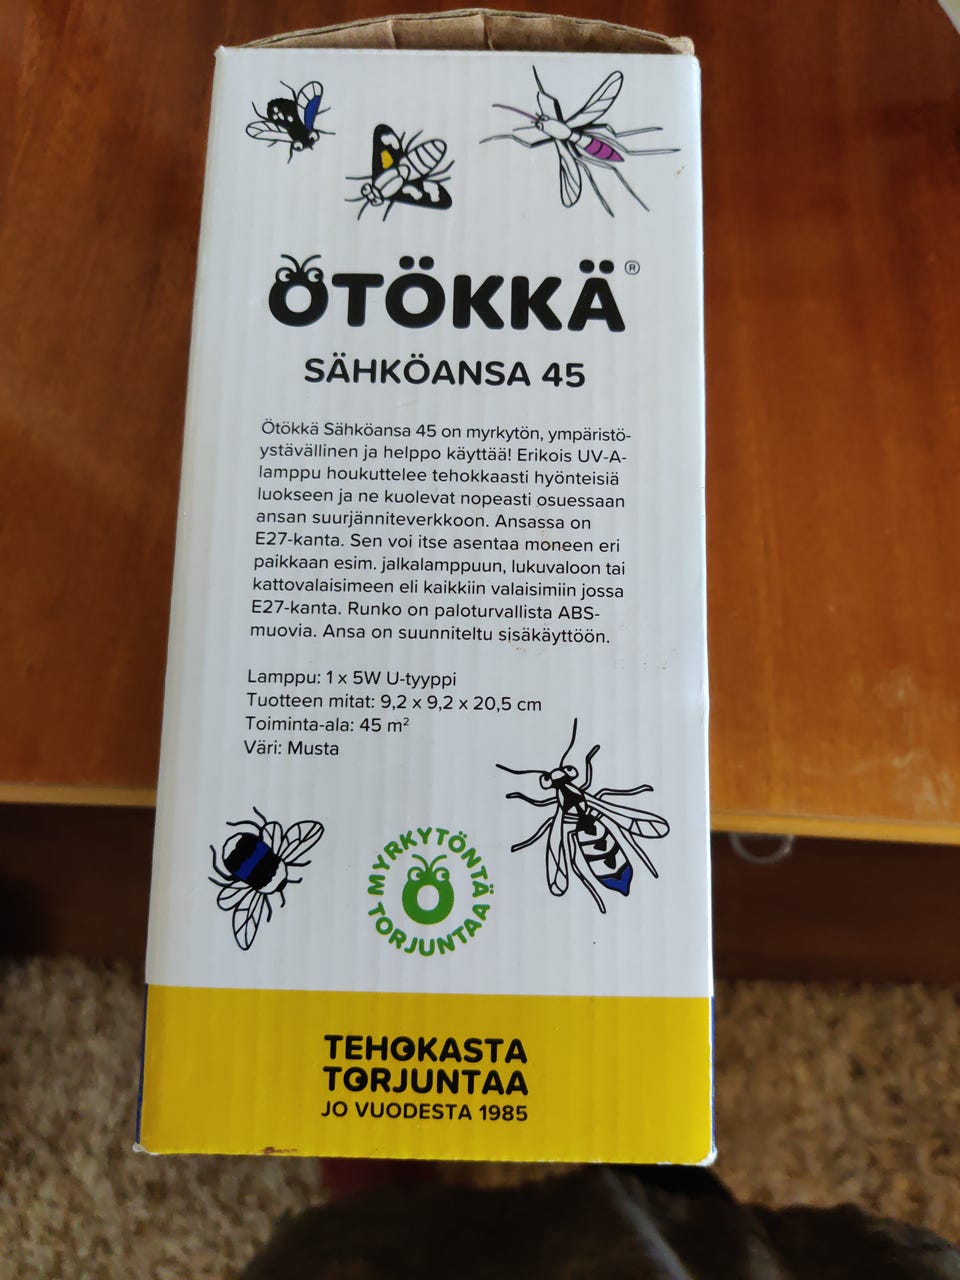 ÖTÖKKÄ®
SÄHKÖANSA 45
Ötökkä Sähköansa 45 on myrkytön, ympäristö-
ystävällinen ja helppo käyttää! Erikois UV-A-
lamppu houkuttelee tehokkaasti hyönteisiä
luokseen ja ne kuolevat nopeasti osuessaan
ansan suurjänniteverkkoon. Ansassa on
E27-kanta. Sen voi itse asentaa moneen eri
paikkaan esim. jalkalamppuun, lukuvaloon tai
kattovalaisimeen eli kaikkiin valaisimiin jossa
E27-kanta. Runko on paloturvallista ABS-
muovia. Ansa on suunniteltu sisäkäyttöön.
Lamppu: 1 x 5W U-tyyppi
Tuotteen mitat: 9,2 x 9,2 x 20,5 cm
Toiminta-ala: 45 m²
Väri: Musta
MYRKYTÖNTÄ
TORJUNTAA
TEHOKASTA
TORJUNTAA
JO VUODESTA 1985